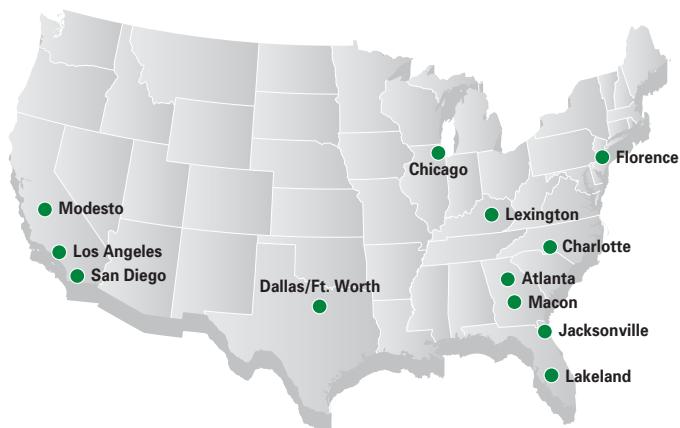 Florence
Chicago
Modesto
Lexington
Charlotte
Los Angeles
San Diego
Atlanta
Dallas/Ft. Worth
Macon
Jacksonville
Lakeland